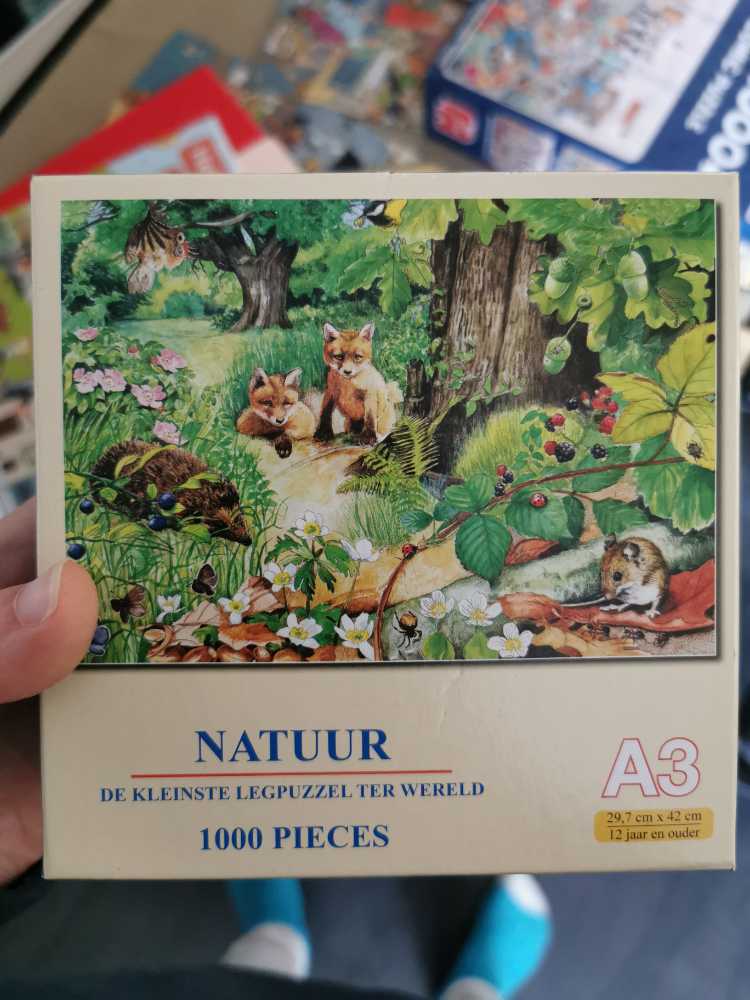 NATUUR
DE KLEINSTE LEGPUZZEL TER WERELD
1000 PIECES
A3
29,7 cm x 42 cm
12 jaar en ouder